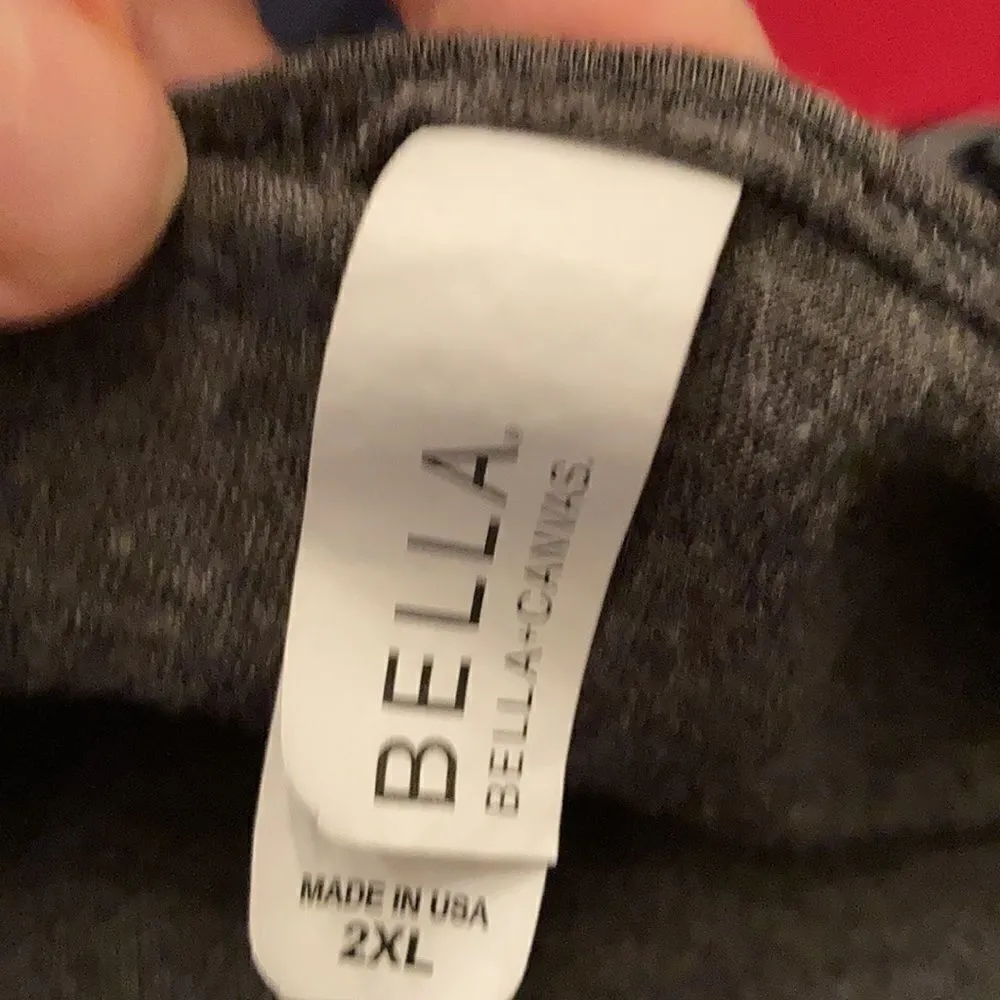 BELLA.
BELLA+CANVAS.
MADE IN USA
2XL